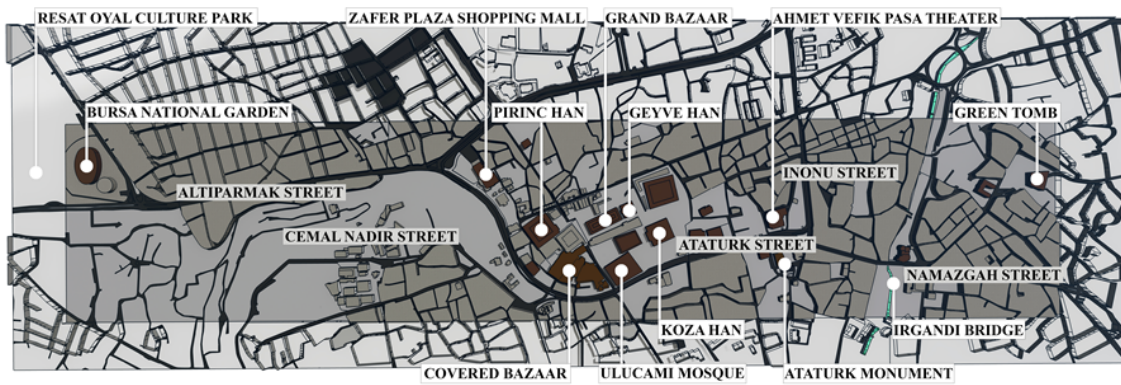 RESAT OYAL CULTURE PARK
ZAFER PLAZA SHOPPING MALL
GRAND BAZAAR
AHMET VEFIK PASA THEATER
BURSA NATIONAL GARDEN
PIRINC HAN
GEYVE HAN
GREEN TOMB
ALTIPARMAK STREET
INONU STREET
CEMAL NADIR STREET
ATATURK STREET
NAMAZGAH STREET
KOZA HAN
IRGANDI BRIDGE
COVERED BAZAAR
ULUCAMI MOSQUE
ATATURK MONUMENT